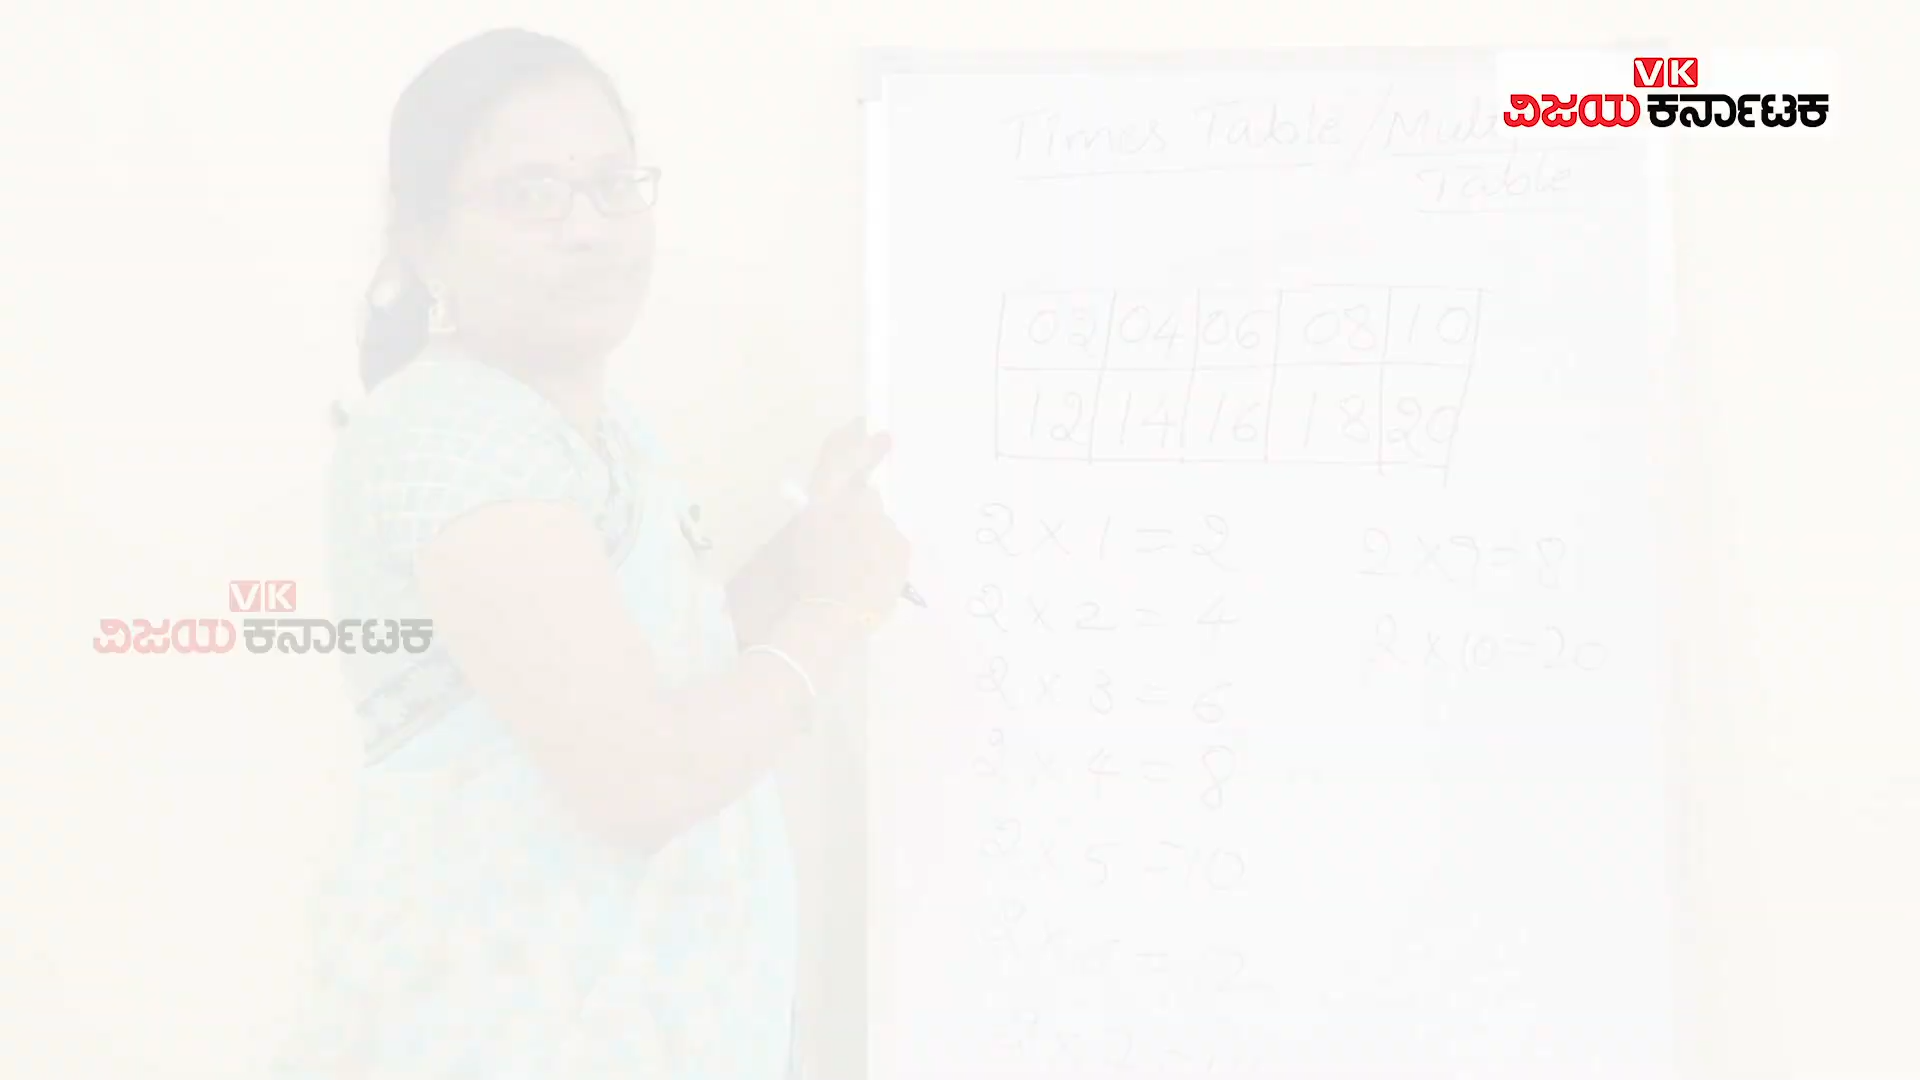 VK
ವಿಜಯ ಕರ್ನಾಟಕ
Times Table /
Table
02 04 06 08 10
12 14 16 18 20
2 x 1 = 2
2 x 2 = 4
2 x 3 = 6
2 x 4 = 8
2 x 5 = 10
2 x 9 = 8
2 x 10 = 20
VK
ವಿಜಯ ಕರ್ನಾಟಕ